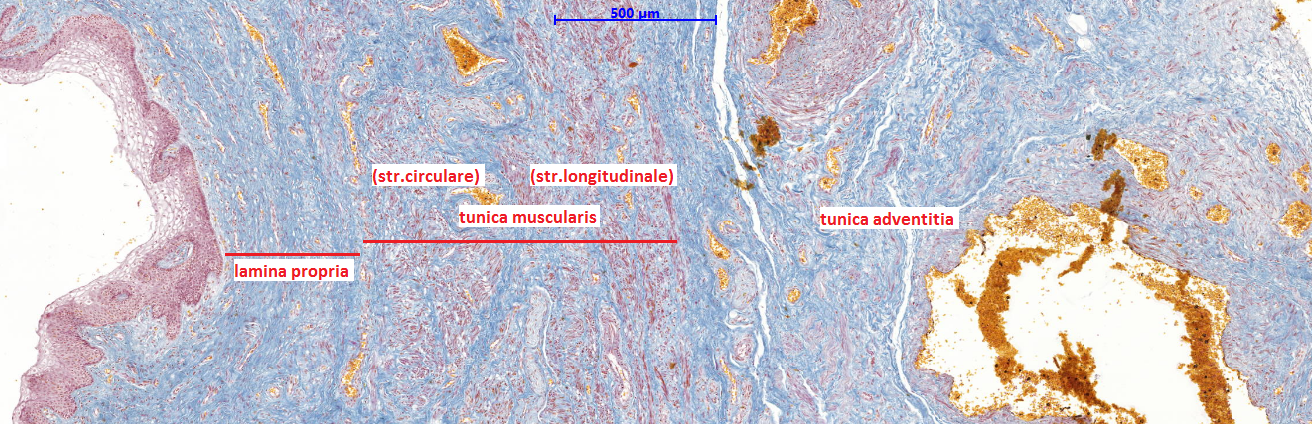 500 µm
(str.circulare) (str.longitudinale)
tunica muscularis
tunica adventitia
lamina propria